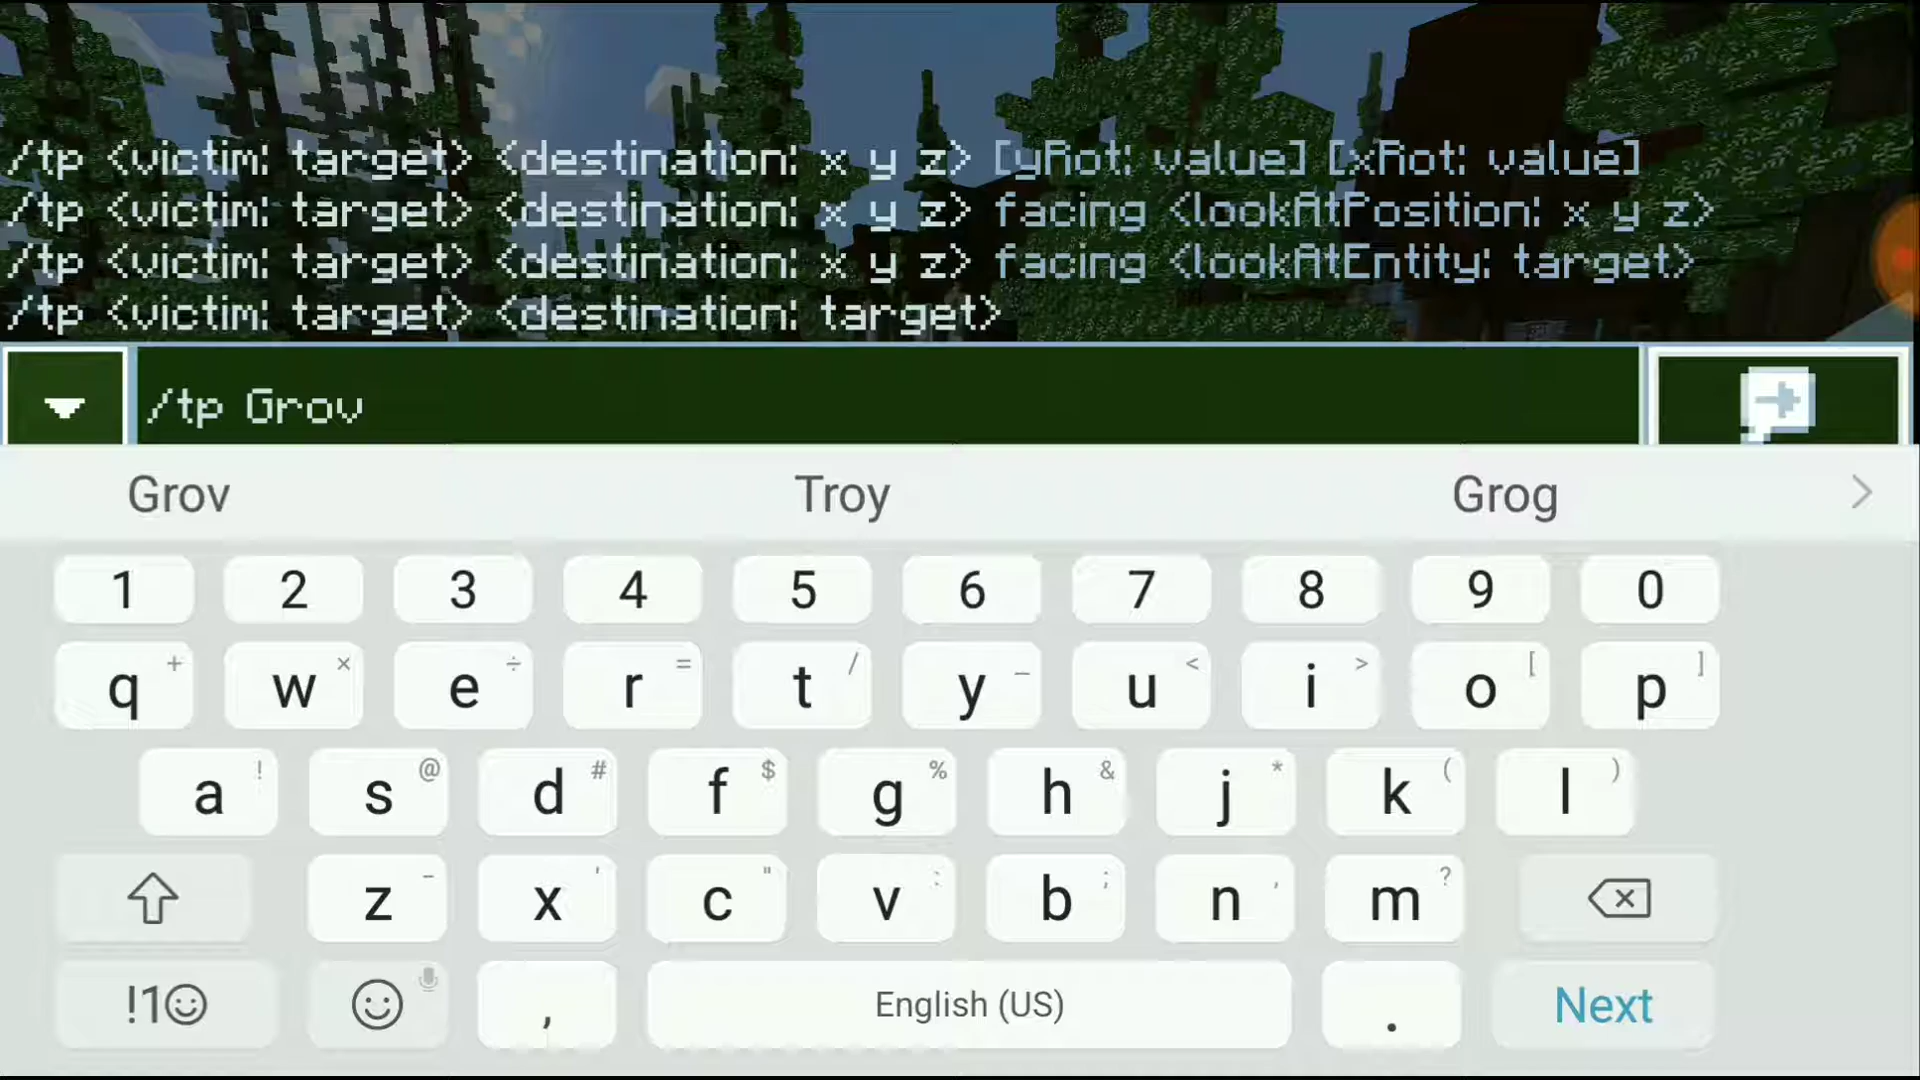 /tp <victim: target> <destination: x y z> [yRot: value] [xRot: value]
/tp <victim: target> <destination: x y z> facing <lookAtPosition: x y z>
/tp <victim: target> <destination: x y z> facing <lookAtEntity: target>
/tp <victim: target> <destination: target>
/tp Grov
Grov Troy Grog
1 2 3 4 5 6 7 8 9 0
q + w × e ÷ r = t / y _ u < i > o [ p ]
a ! s @ d # f $ g % h & j * k ( l )
z - x ' c " v : b ; n , m ?
!1☺ , English (US) . Next